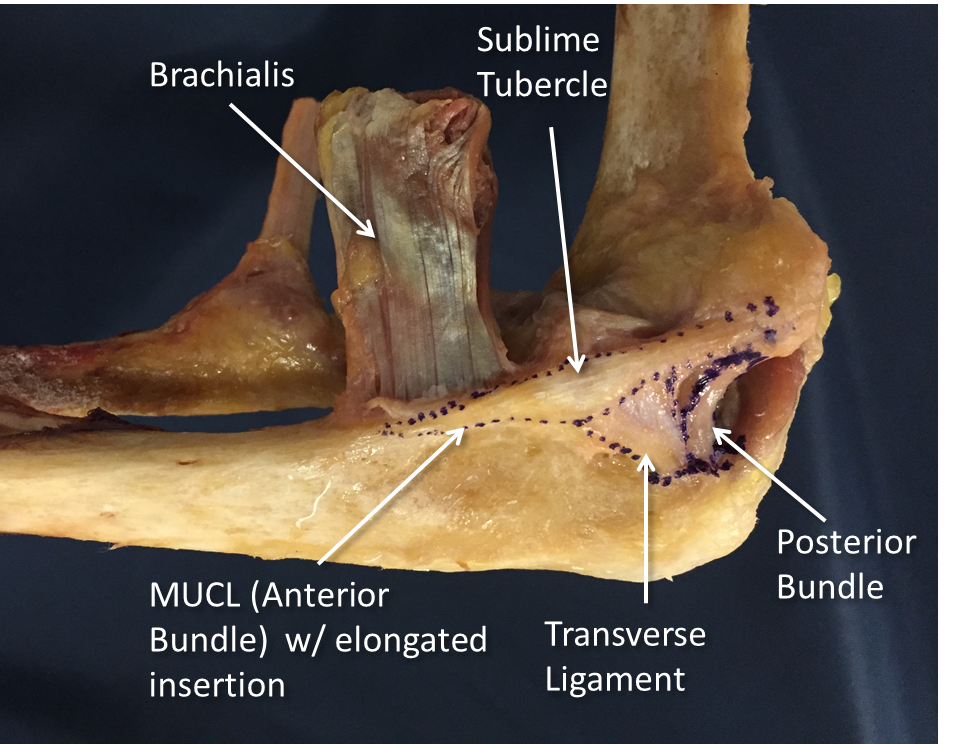 Sublime
Tubercle
Brachialis
Posterior
Bundle
MUCL (Anterior
Bundle)  w/ elongated
insertion
Transverse
Ligament